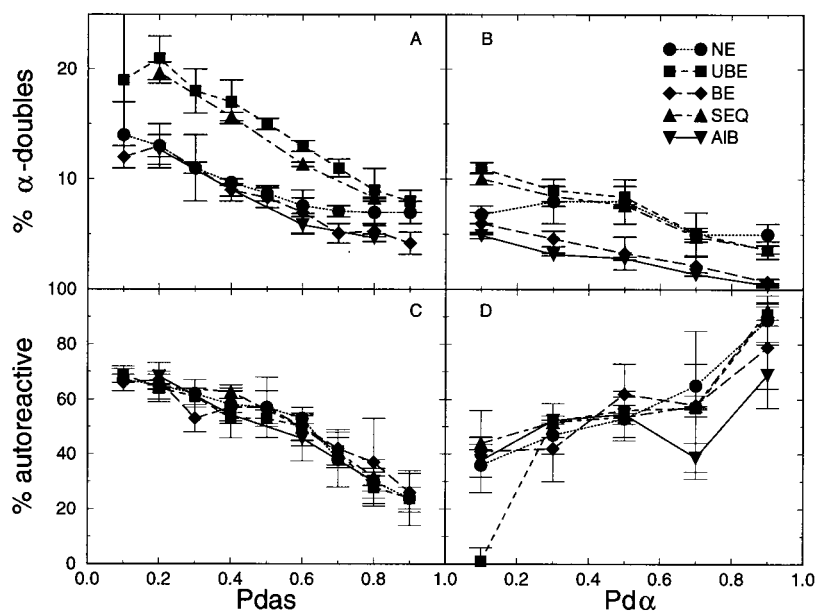 A
B
NE
UBE
BE
SEQ
AIB
20
10
% α-doubles
100
C
D
80
60
40
20
0
% autoreactive
0.0 0.2 0.4 0.6 0.8 1.0
0.2 0.4 0.6 0.8 1.0
Pdas
Pdα